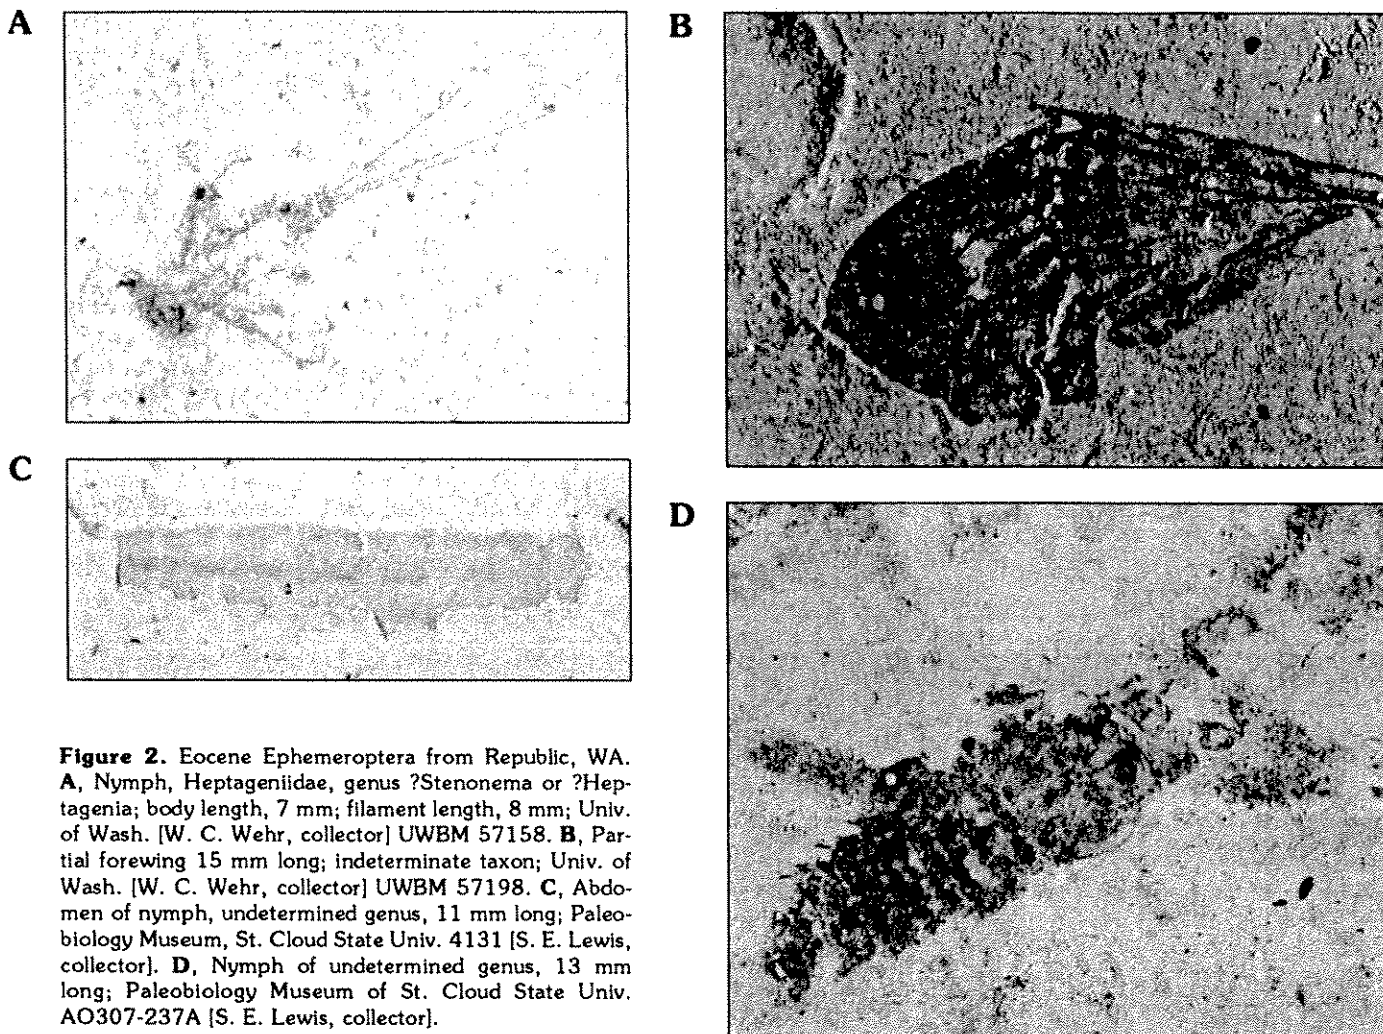 A
B
C
D
Figure 2. Eocene Ephemeroptera from Republic, WA.
A, Nymph, Heptageniidae, genus ?Stenonema or ?Hep-
tagenia; body length, 7 mm; filament length, 8 mm; Univ.
of Wash. [W. C. Wehr, collector] UWBM 57158. B, Par-
tial forewing 15 mm long; indeterminate taxon; Univ. of
Wash. [W. C. Wehr, collector] UWBM 57198. C, Abdo-
men of nymph, undetermined genus, 11 mm long; Paleo-
biology Museum, St. Cloud State Univ. 4131 [S. E. Lewis,
collector]. D, Nymph of undetermined genus, 13 mm
long; Paleobiology Museum of St. Cloud State Univ.
AO307-237A [S. E. Lewis, collector].